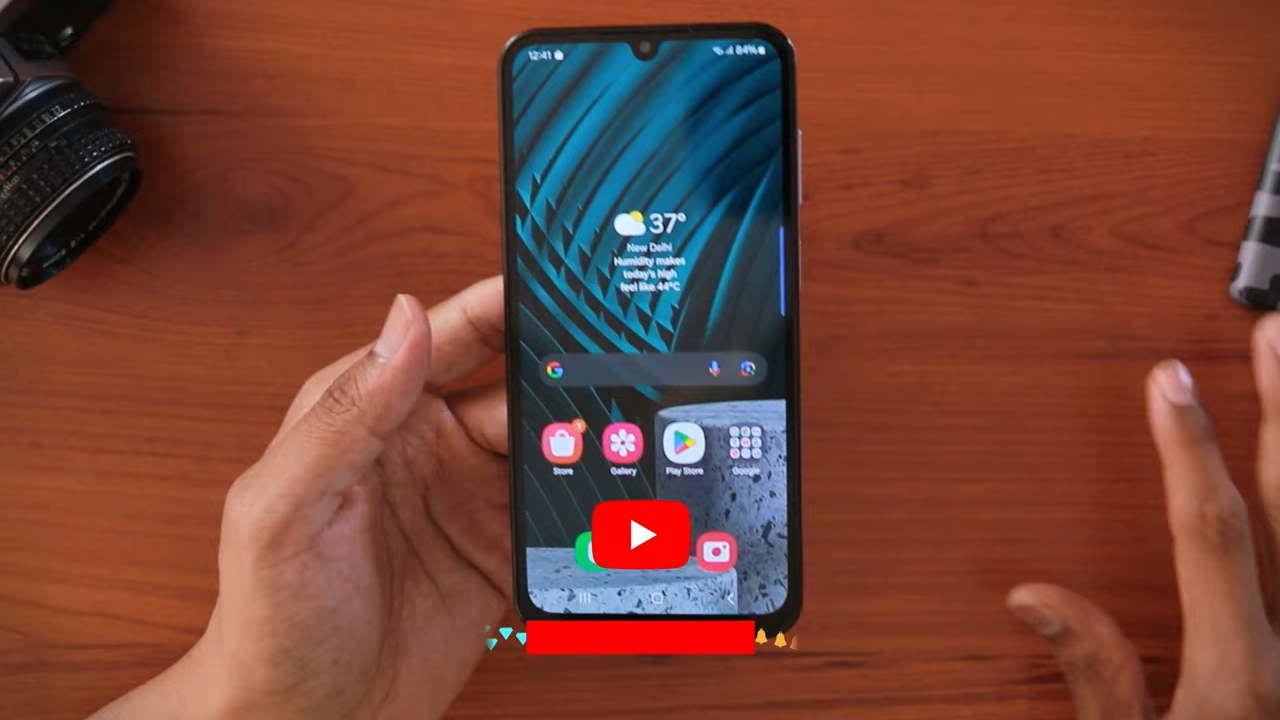 12:41
84%
37°
New Delhi
Humidity makes
today's high
feel like 44°C
Store
Gallery
Play Store
Google